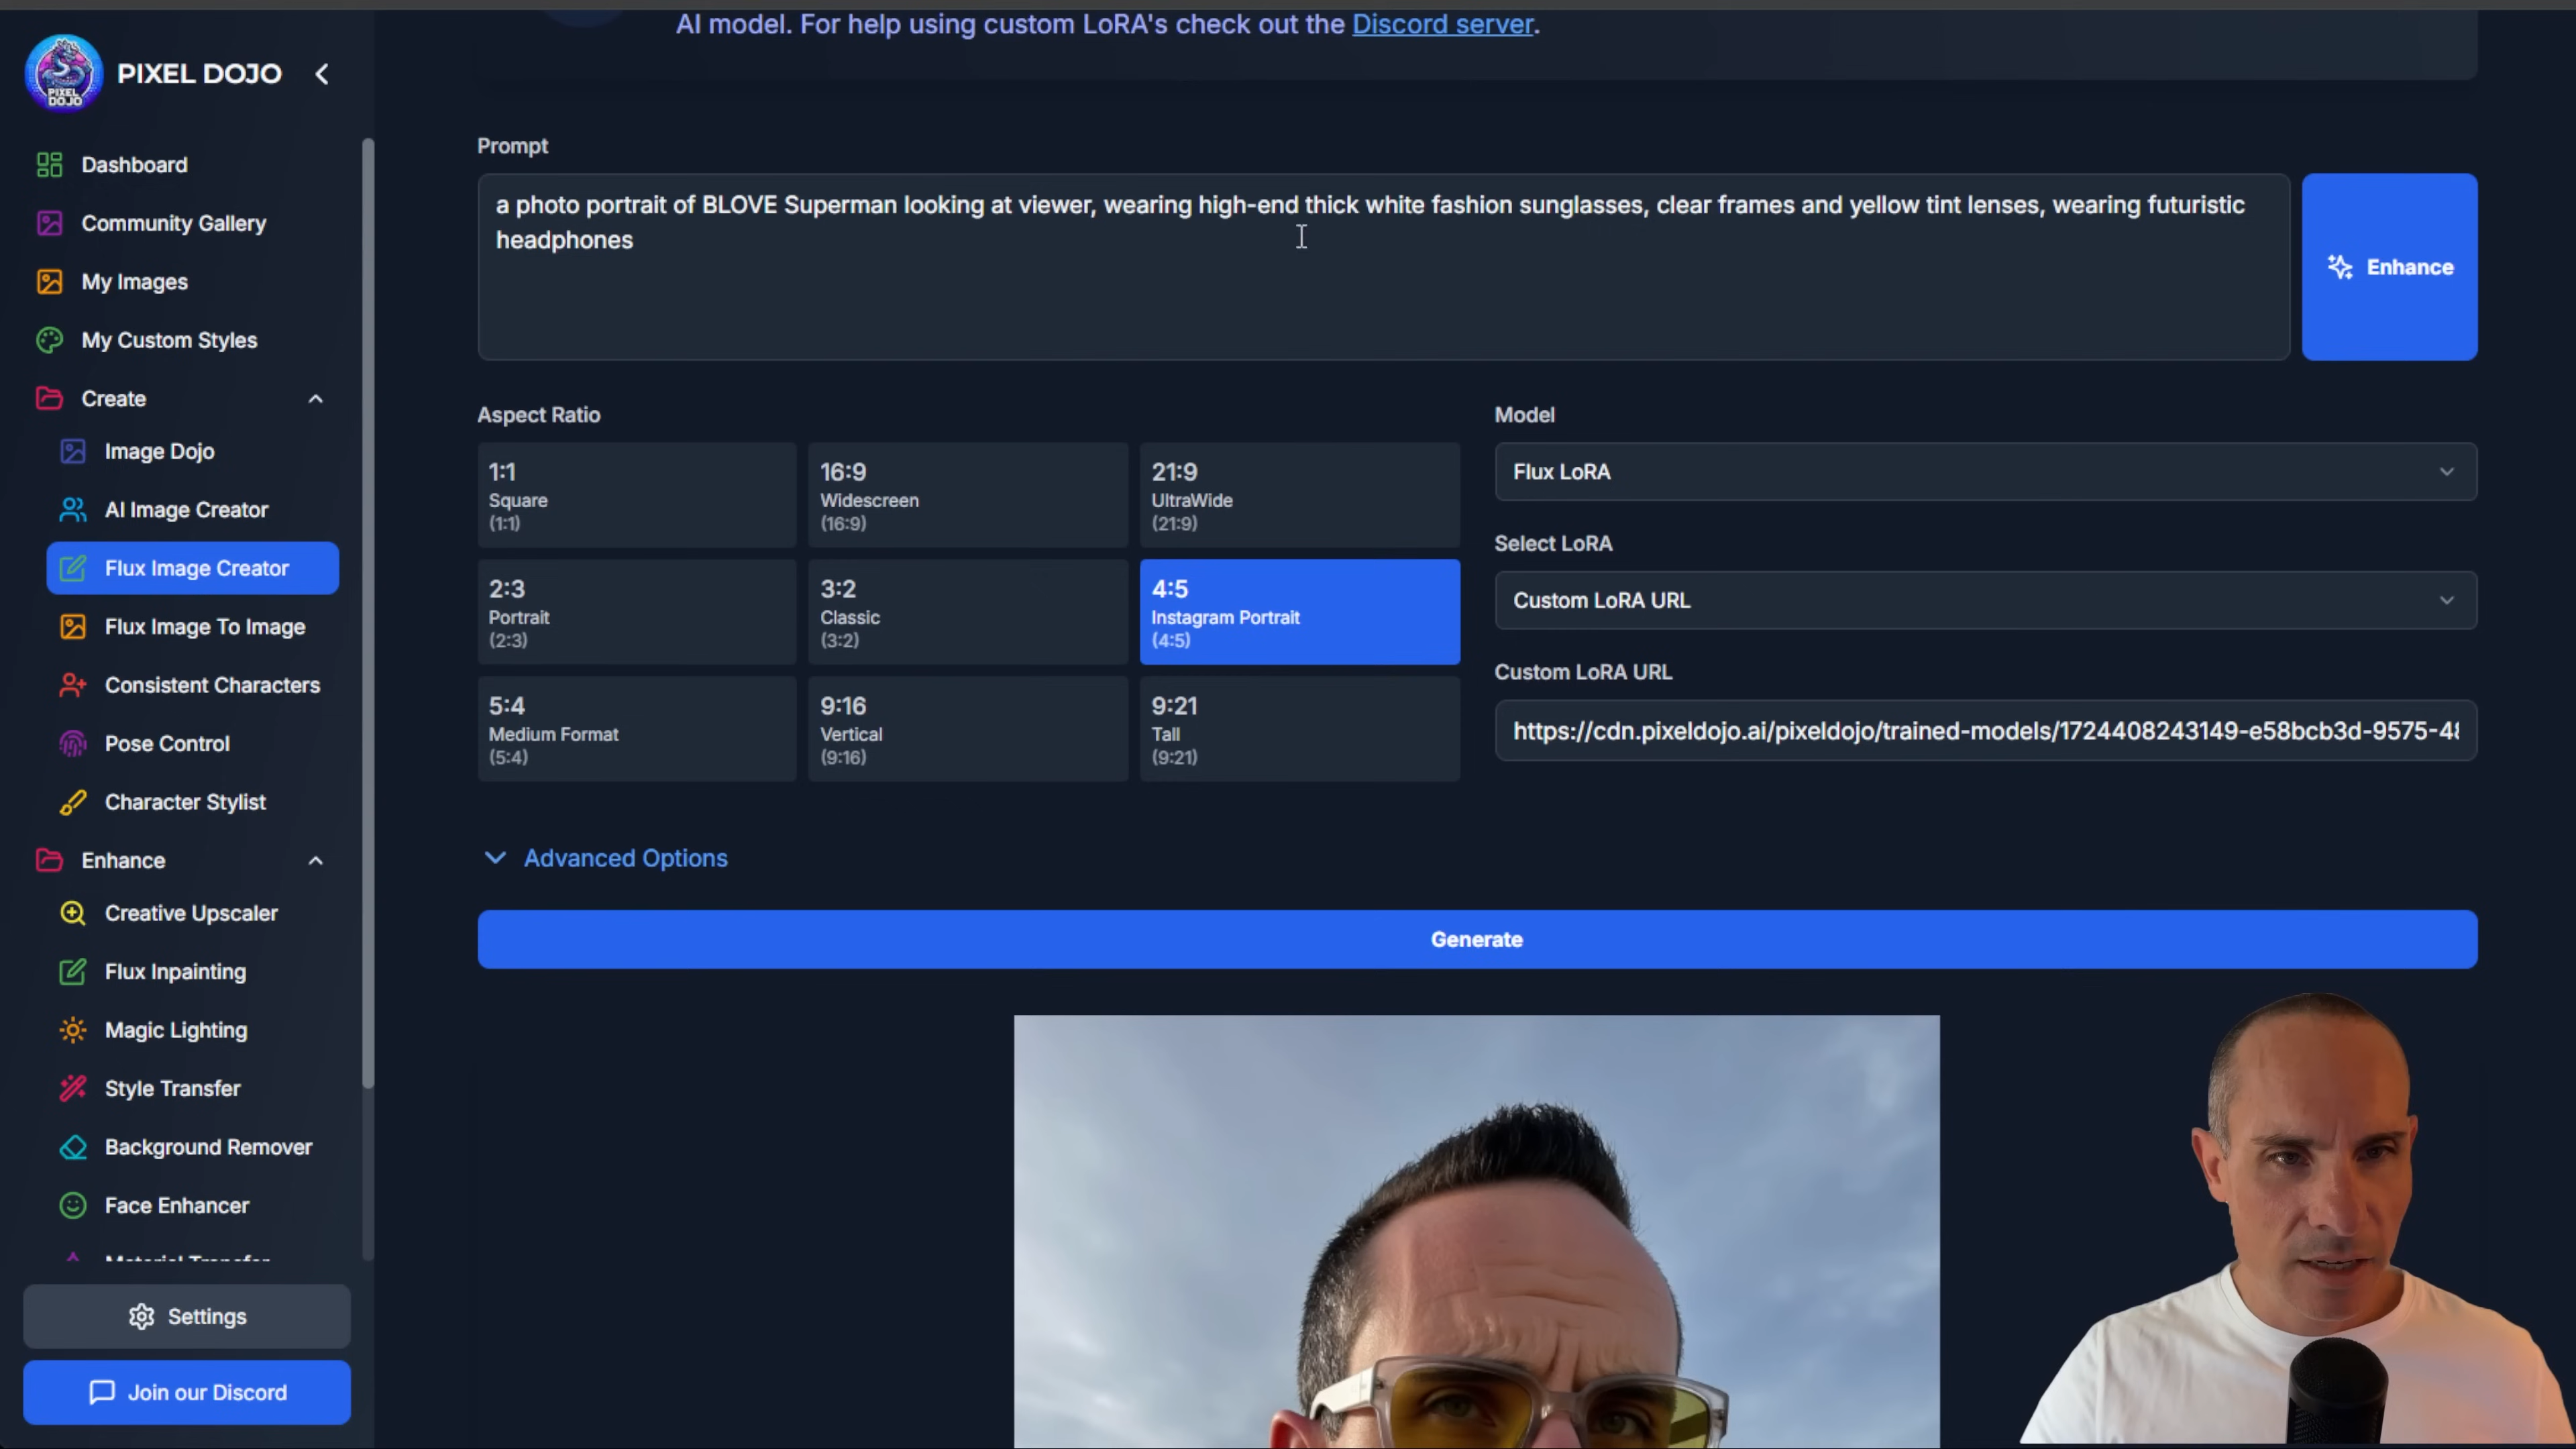 AI model. For help using custom LoRA's check out the Discord server.
PIXEL DOJO
PIXEL DOJO
Dashboard
Community Gallery
My Images
My Custom Styles
Create
Image Dojo
AI Image Creator
Flux Image Creator
Flux Image To Image
Consistent Characters
Pose Control
Character Stylist
Enhance
Creative Upscaler
Flux Inpainting
Magic Lighting
Style Transfer
Background Remover
Face Enhancer
Settings
Join our Discord
Prompt
a photo portrait of BLOVE Superman looking at viewer, wearing high-end thick white fashion sunglasses, clear frames and yellow tint lenses, wearing futuristic
headphones
Enhance
Aspect Ratio
1:1
Square
(1:1)
16:9
Widescreen
(16:9)
21:9
UltraWide
(21:9)
2:3
Portrait
(2:3)
3:2
Classic
(3:2)
4:5
Instagram Portrait
(4:5)
5:4
Medium Format
(5:4)
9:16
Vertical
(9:16)
9:21
Tall
(9:21)
Model
Flux LoRA
Select LoRA
Custom LoRA URL
Custom LoRA URL
https://cdn.pixeldojo.ai/pixeldojo/trained-models/1724408243149-e58bcb3d-9575-48
Advanced Options
Generate